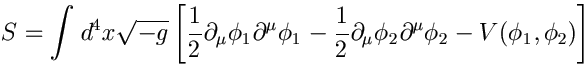 $S = \int d^4x \sqrt{-g} \left[ \frac{1}{2} \partial_\mu \phi_1 \partial^\mu \phi_1 - \frac{1}{2} \partial_\mu \phi_2 \partial^\mu \phi_2 - V(\phi_1, \phi_2) \right]$